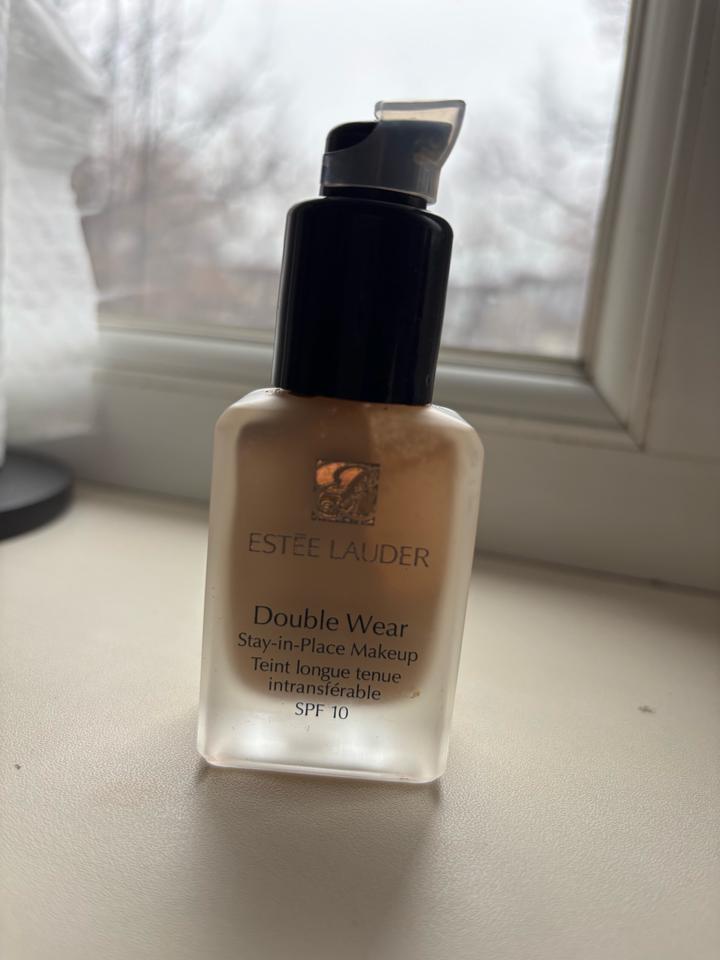 ESTĒE LAUDER
Double Wear
Stay-in-Place Makeup
Teint longue tenue
intransférable
SPF 10